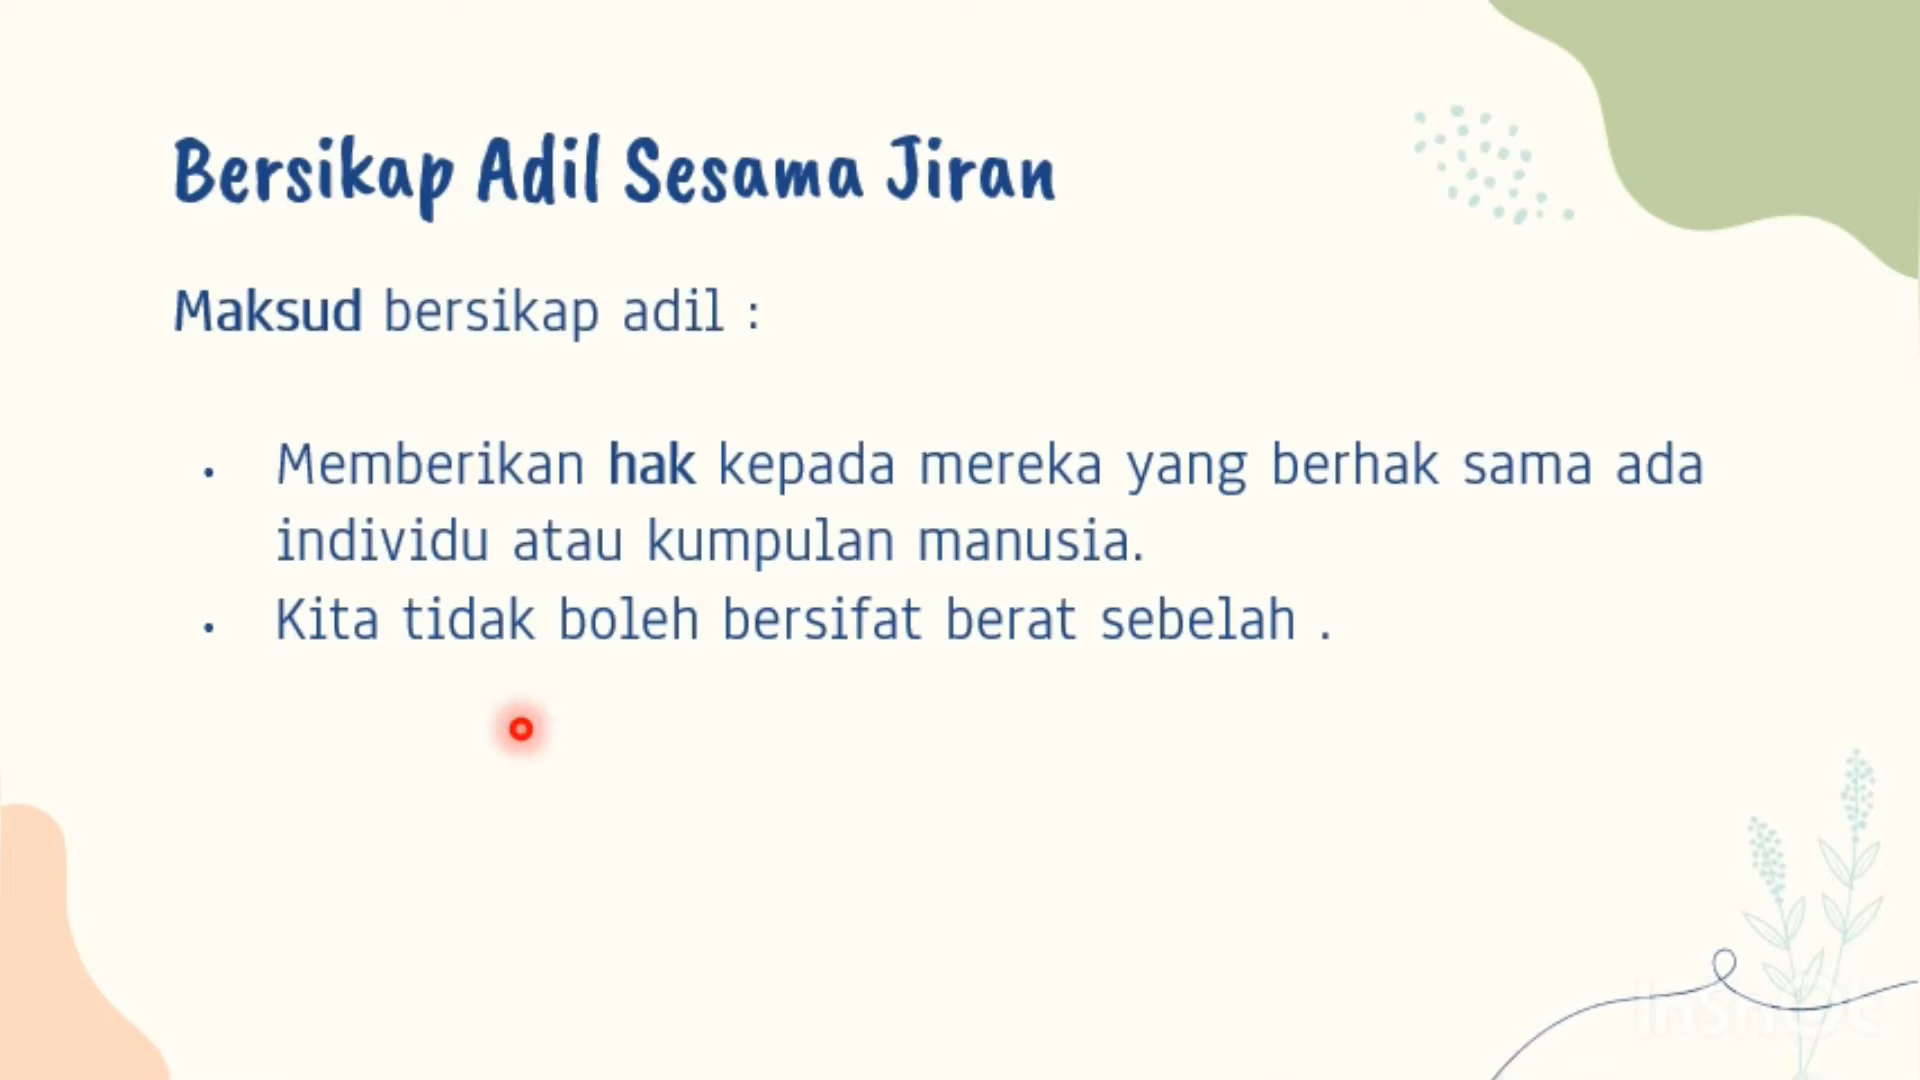 Bersikap Adil Sesama Jiran
Maksud bersikap adil :
• Memberikan hak kepada mereka yang berhak sama ada
individu atau kumpulan manusia.
• Kita tidak boleh bersifat berat sebelah .